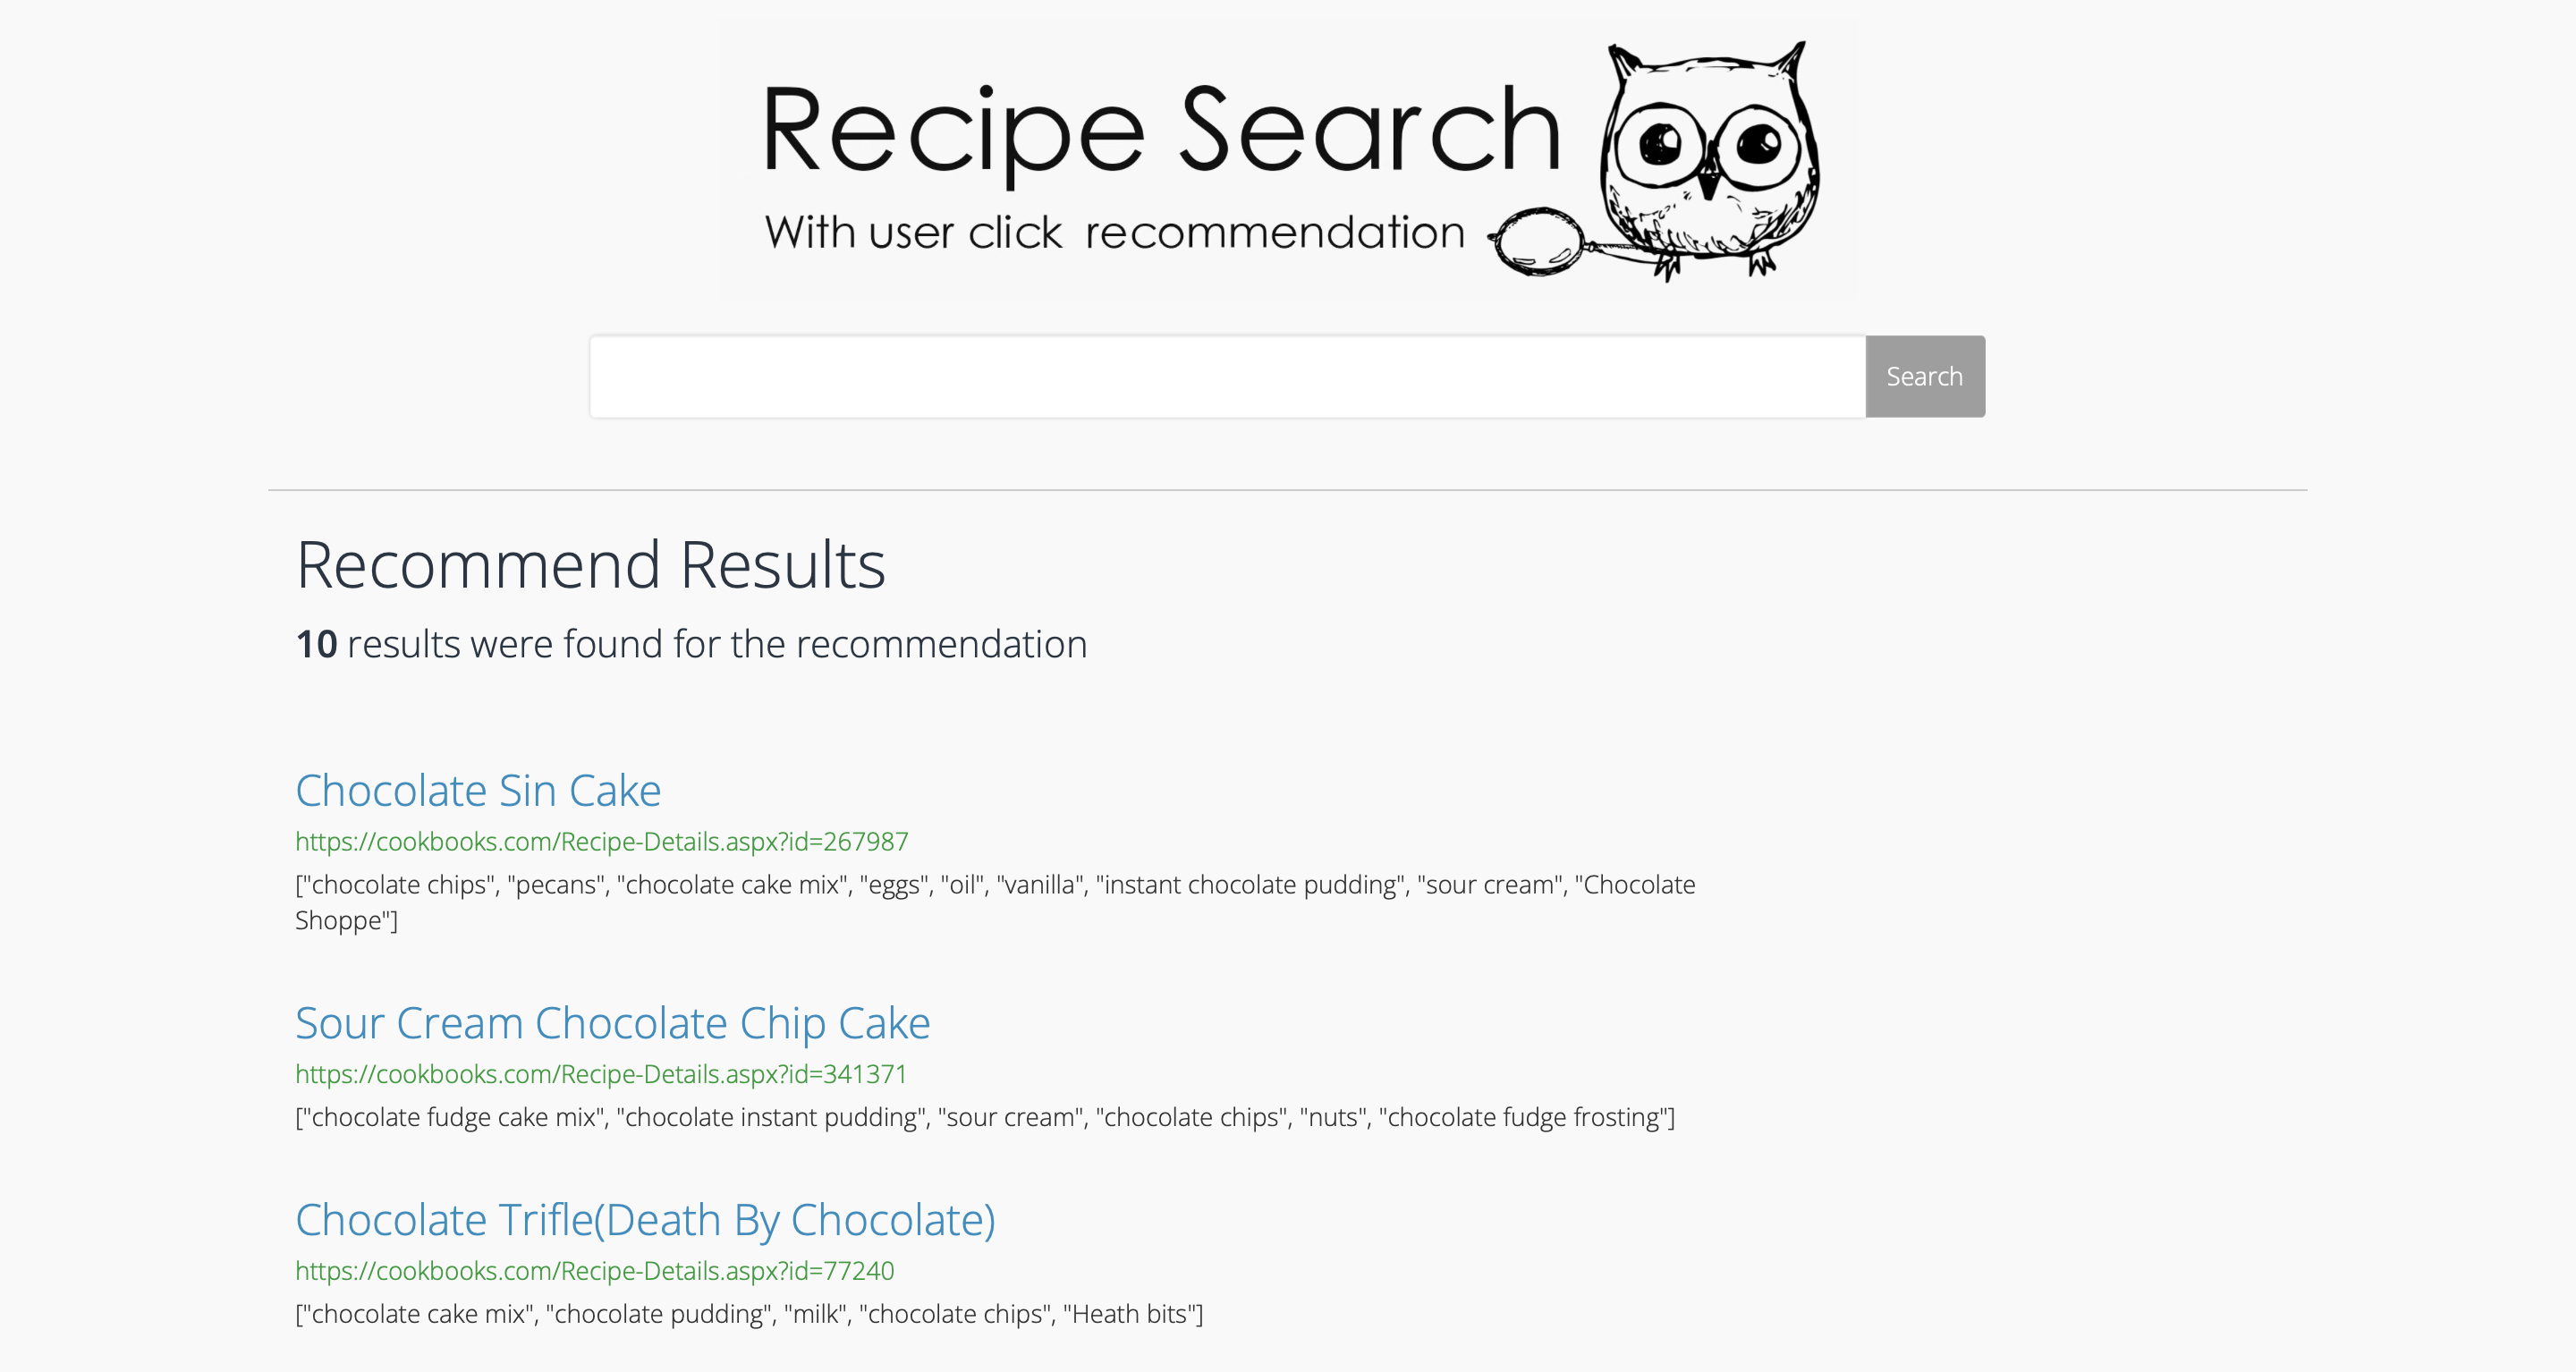 Recipe Search
With user click recommendation
Search
Recommend Results
10 results were found for the recommendation
Chocolate Sin Cake
https://cookbooks.com/Recipe-Details.aspx?id=267987
["chocolate chips", "pecans", "chocolate cake mix", "eggs", "oil", "vanilla", "instant chocolate pudding", "sour cream", "Chocolate
Shoppe"]
Sour Cream Chocolate Chip Cake
https://cookbooks.com/Recipe-Details.aspx?id=341371
["chocolate fudge cake mix", "chocolate instant pudding", "sour cream", "chocolate chips", "nuts", "chocolate fudge frosting"]
Chocolate Trifle(Death By Chocolate)
https://cookbooks.com/Recipe-Details.aspx?id=77240
["chocolate cake mix", "chocolate pudding", "milk", "chocolate chips", "Heath bits"]